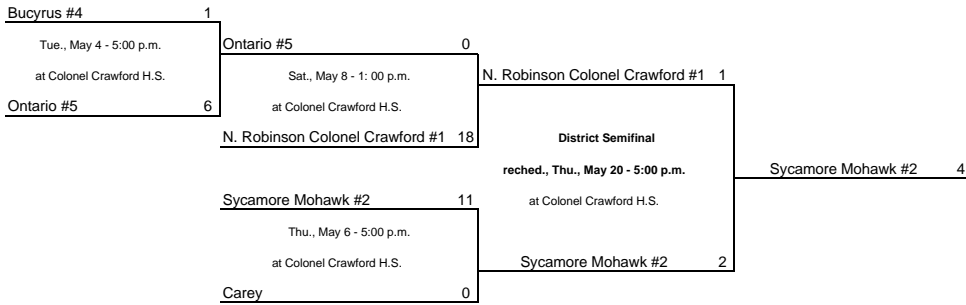 Bucyrus #4 1
Tue., May 4 - 5:00 p.m.
at Colonel Crawford H.S.
Ontario #5 6
Ontario #5 0
Sat., May 8 - 1: 00 p.m.
at Colonel Crawford H.S.
N. Robinson Colonel Crawford #1 18
Sycamore Mohawk #2 11
Thu., May 6 - 5:00 p.m.
at Colonel Crawford H.S.
Carey 0
N. Robinson Colonel Crawford #1 1
District Semifinal
reched., Thu., May 20 - 5:00 p.m.
at Colonel Crawford H.S.
Sycamore Mohawk #2 2
Sycamore Mohawk #2 4